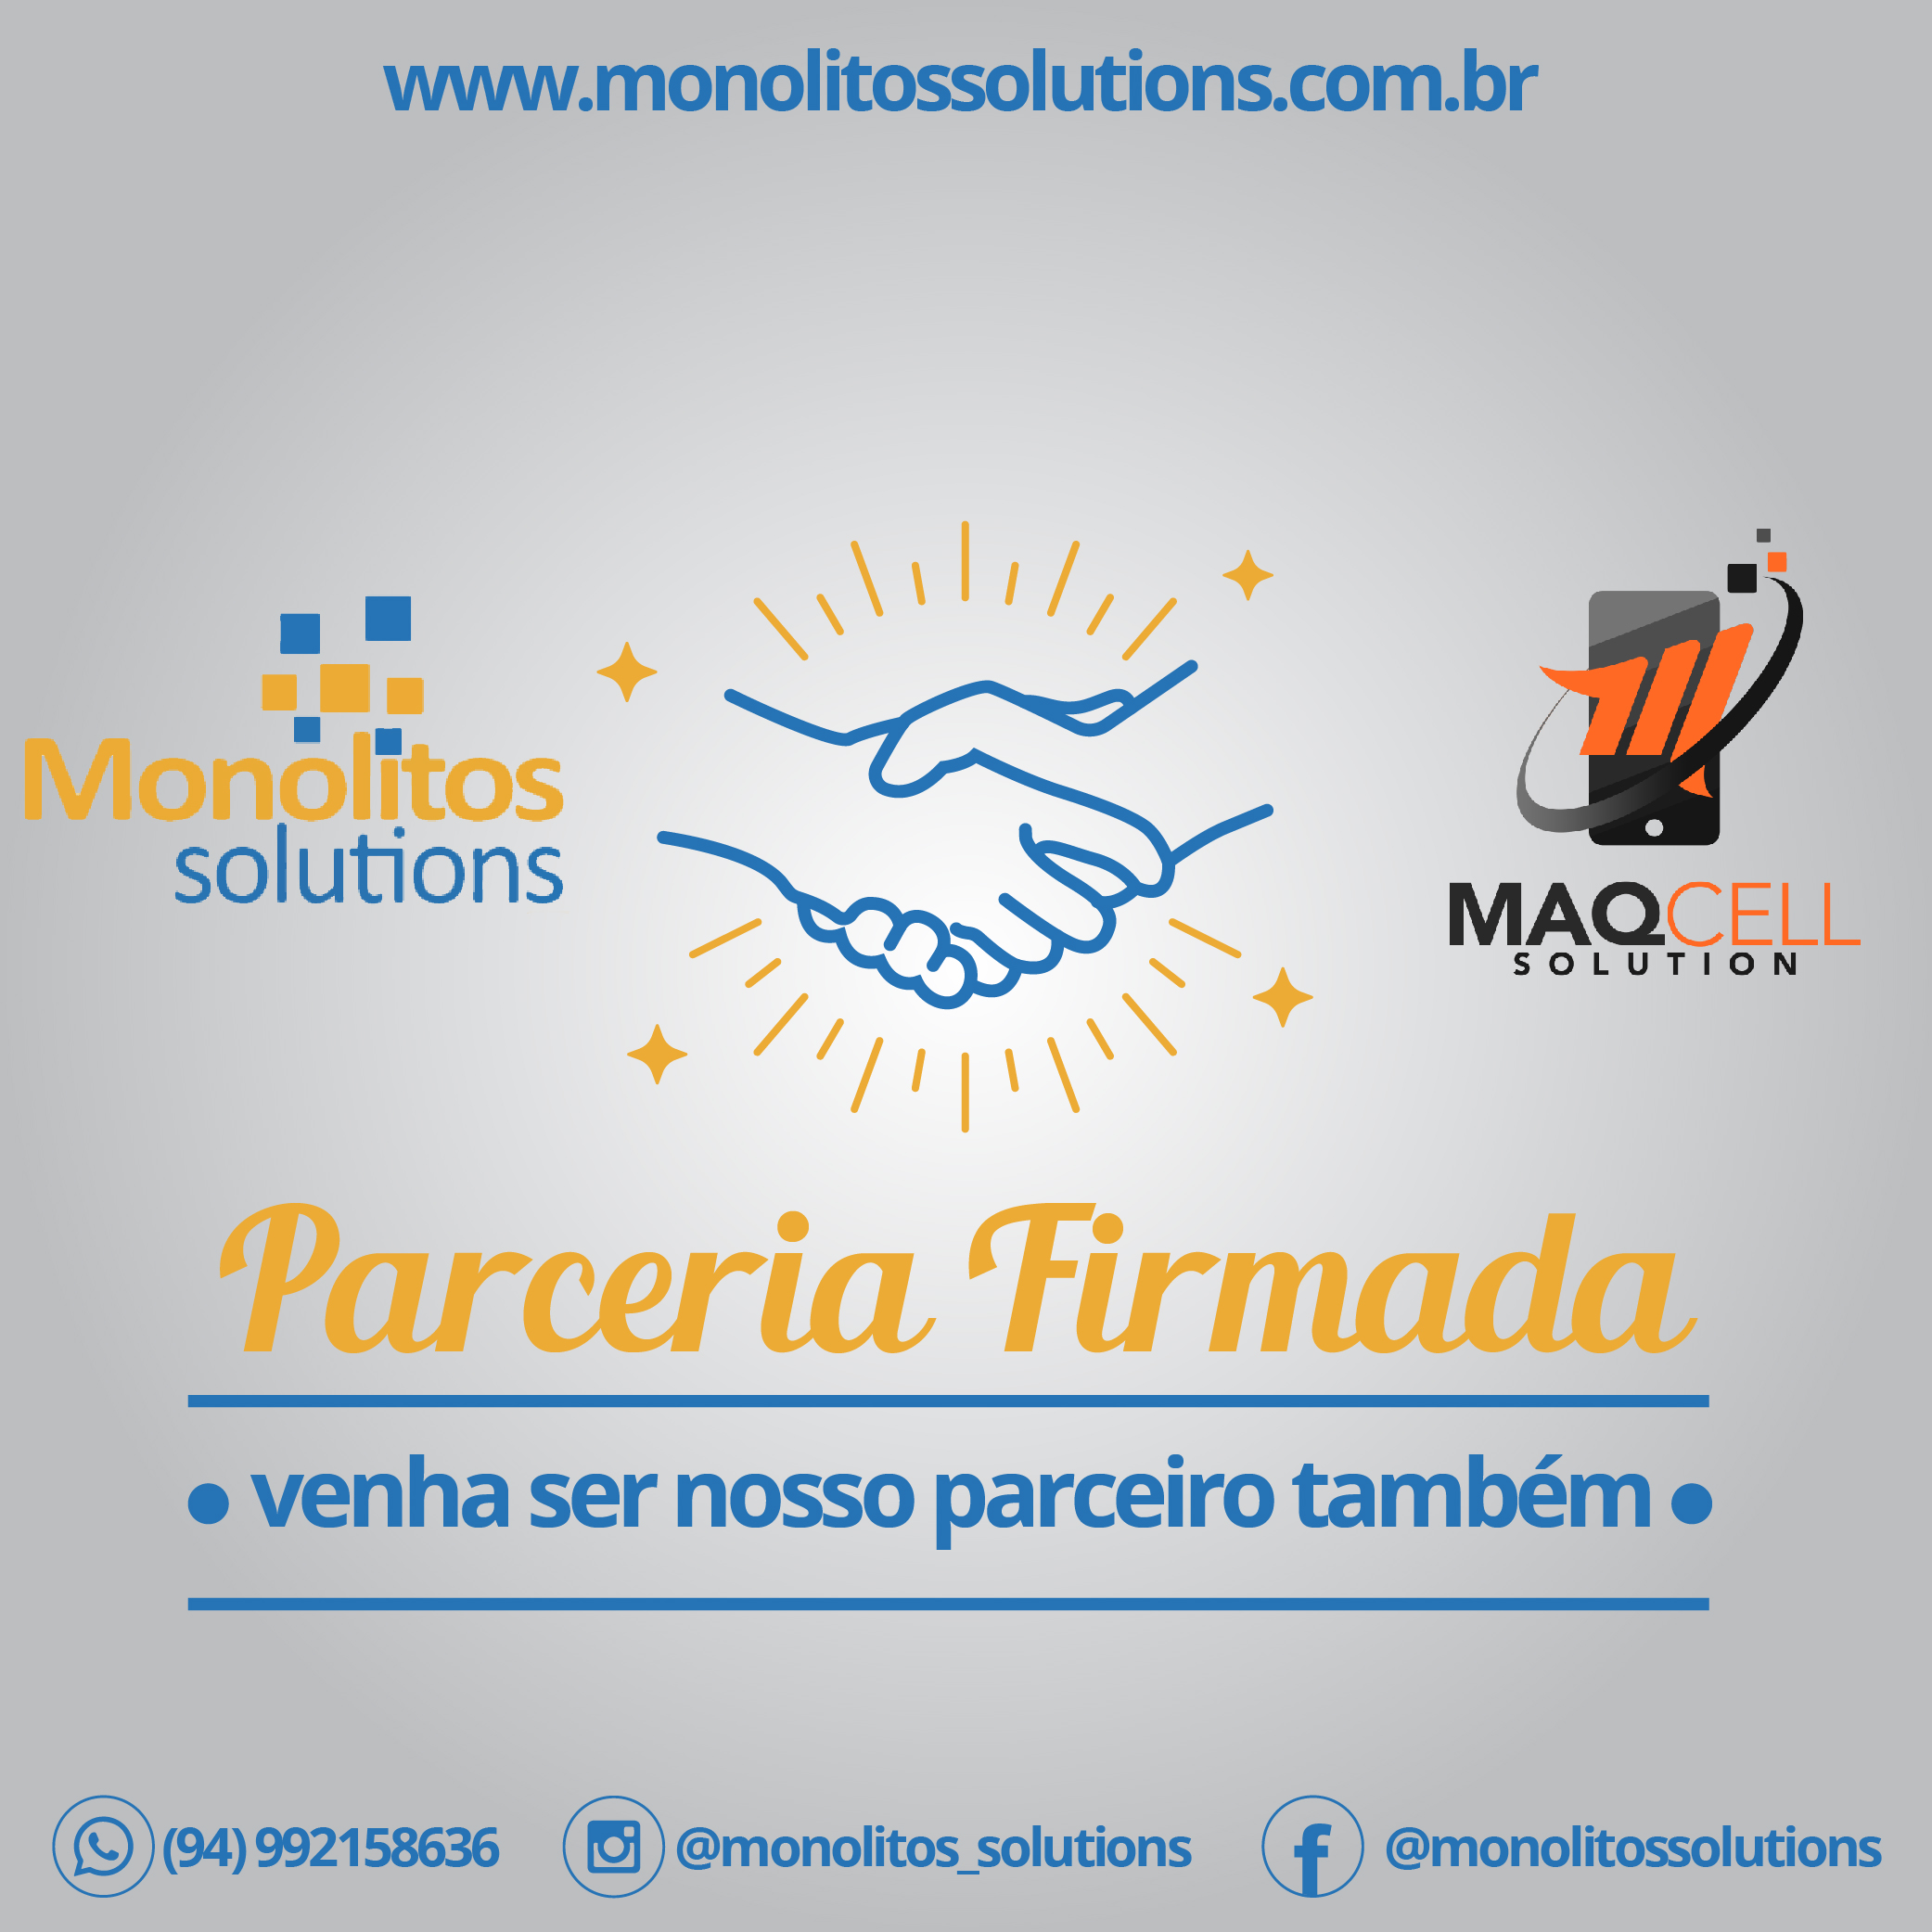 www.monolitossolutions.com.br
Monolitos
solutions
MAQCELL
SOLUTION
Parceria Firmada
• venha ser nosso parceiro também •
(94) 992158636
@monolitos_solutions
@monolitossolutions